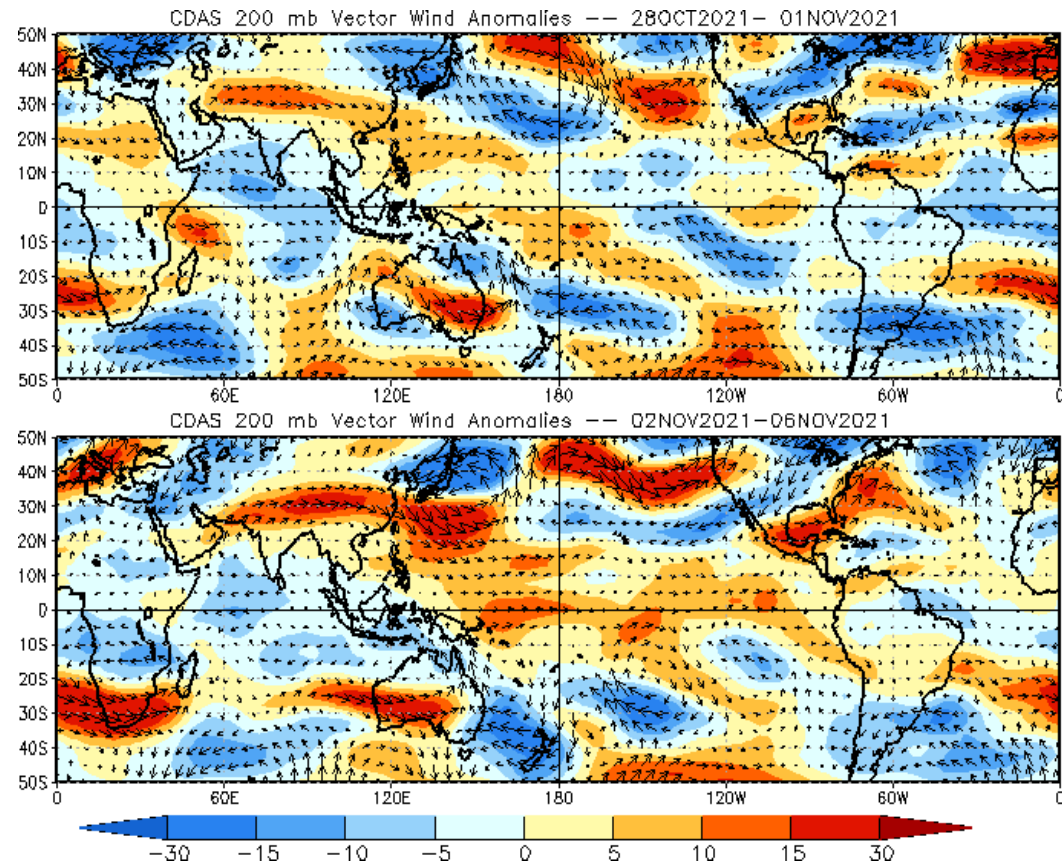 CDAS 200 mb Vector Wind Anomalies -- 28OCT2021- 01NOV2021
50N
40N
30N
20N
10N
0
10S
20S
30S
40S
50S
0 60E 120E 180 120W 60W 0
CDAS 200 mb Vector Wind Anomalies -- 02NOV2021-06NOV2021
50N
40N
30N
20N
10N
0
10S
20S
30S
40S
50S
0 60E 120E 180 120W 60W 0
-30 -15 -10 -5 0 5 10 15 30